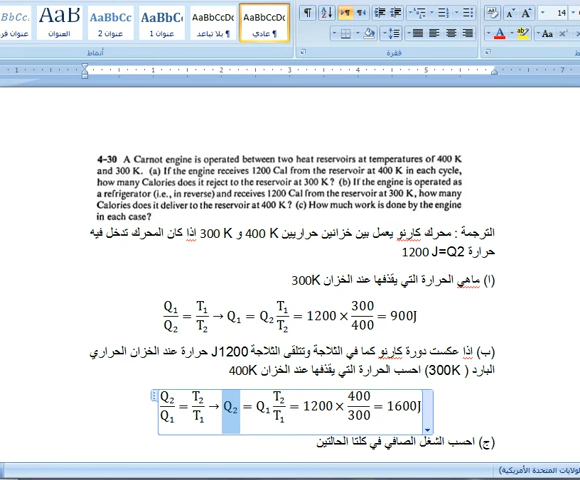 AaBbCc
AaBbCc
AaBbC
AaBbCcDc
AaBbCcDc
العنوان
عنوان 2
عنوان 1
¶ بلا تباعد
¶ عادي
أنماط
فقرة
14
4-30 A Carnot engine is operated between two heat reservoirs at temperatures of 400 K
and 300 K. (a) If the engine receives 1200 Cal from the reservoir at 400 K in each cycle,
how many Calories does it reject to the reservoir at 300 K? (b) If the engine is operated as
a refrigerator (i.e., in reverse) and receives 1200 Cal from the reservoir at 300 K, how many
Calories does it deliver to the reservoir at 400 K? (c) How much work is done by the engine
in each case?
الترجمة : محرك كارنو يعمل بين خزانين حراريين 400 K و 300 K اذا كان المحرك تدخل فيه
حرارة 1200 J=Q2
(ا) ماهي الحرارة التي يقذفها عند الخزان 300K
Q₁/Q₂ = T₁/T₂ → Q₁ = Q₂ T₁/T₂ = 1200 × 300/400 = 900J
(ب) اذا عكست دورة كارنو كما في الثلاجة وتتلقى الثلاجة J1200 حرارة عند الخزان الحراري
البارد ( 300K) احسب الحرارة التي يقذفها عند الخزان 400K
Q₂/Q₁ = T₂/T₁ → Q₂ = Q₁ T₂/T₁ = 1200 × 400/300 = 1600J
(ج) احسب الشغل الصافي في كلتا الحالتين